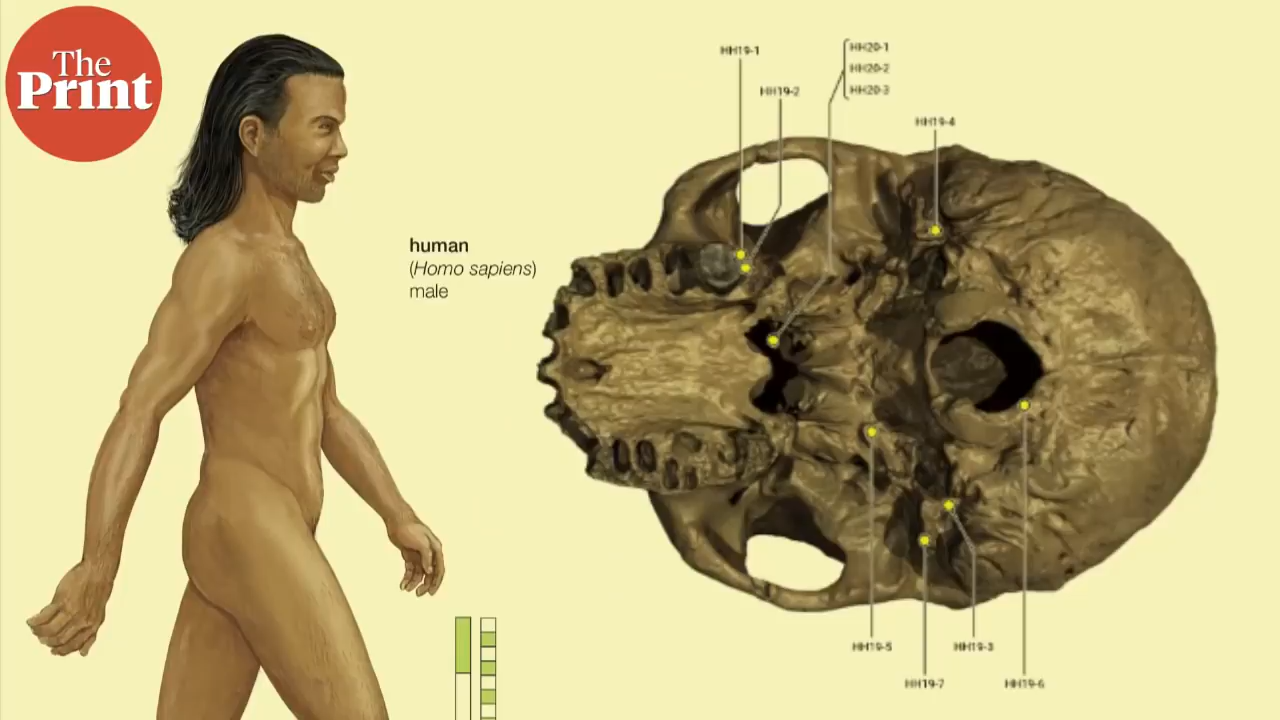 The
Print
human
(Homo sapiens)
male
HH19-1
HH19-2
HH20-1
HH20-2
HH20-3
HH19-4
HH19-5
HH19-3
HH19-7
HH19-6